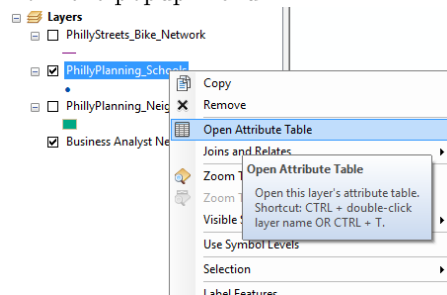 Layers
PhillyStreets_Bike_Network
PhillyPlanning_Schools
Copy
Remove
PhillyPlanning_Neig
Open Attribute Table
Business Analyst Ne
Joins and Relates
Zoom T
Open Attribute Table
Zoom T
Open this layer's attribute table.
Shortcut: CTRL + double-click
layer name OR CTRL + T.
Visible S
Use Symbol Levels
Selection
Label Features